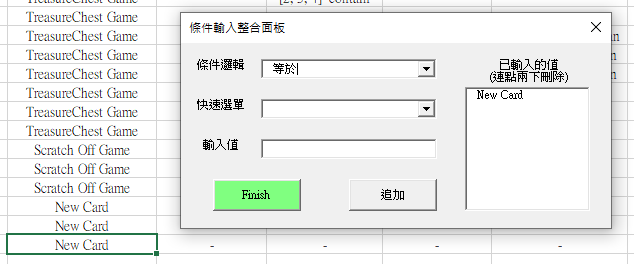 TreasureChest Game
[2, 3, 4]" contain
TreasureChest Game
TreasureChest Game
TreasureChest Game
TreasureChest Game
TreasureChest Game
TreasureChest Game
TreasureChest Game
Scratch Off Game
Scratch Off Game
Scratch Off Game
New Card
New Card
New Card
- - - -
條件輸入整合面板
條件邏輯 等於
快速選單
輸入值
Finish
追加
已輸入的值
(連點兩下刪除)
New Card